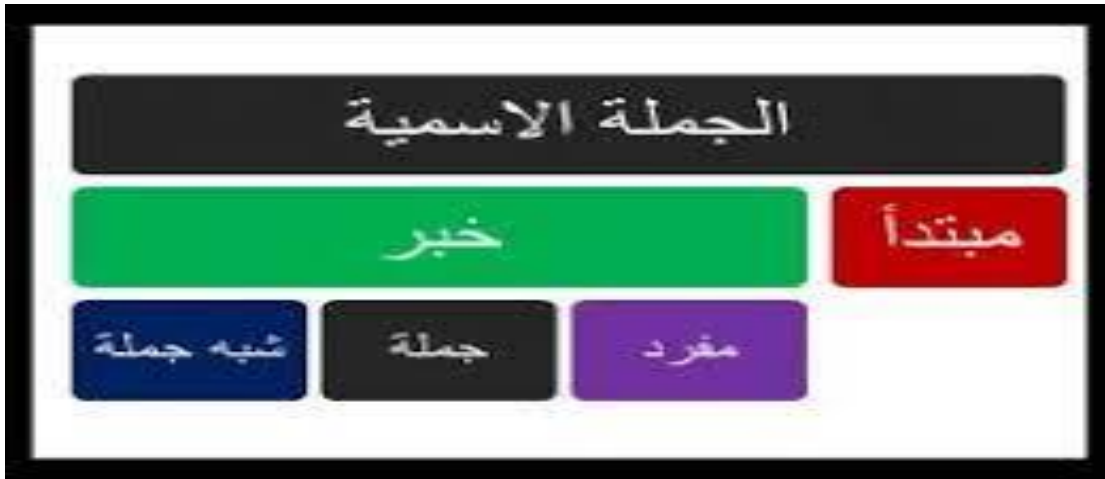 الجملة الاسمية
مبتدأ خبر
مفرد جملة شبه جملة